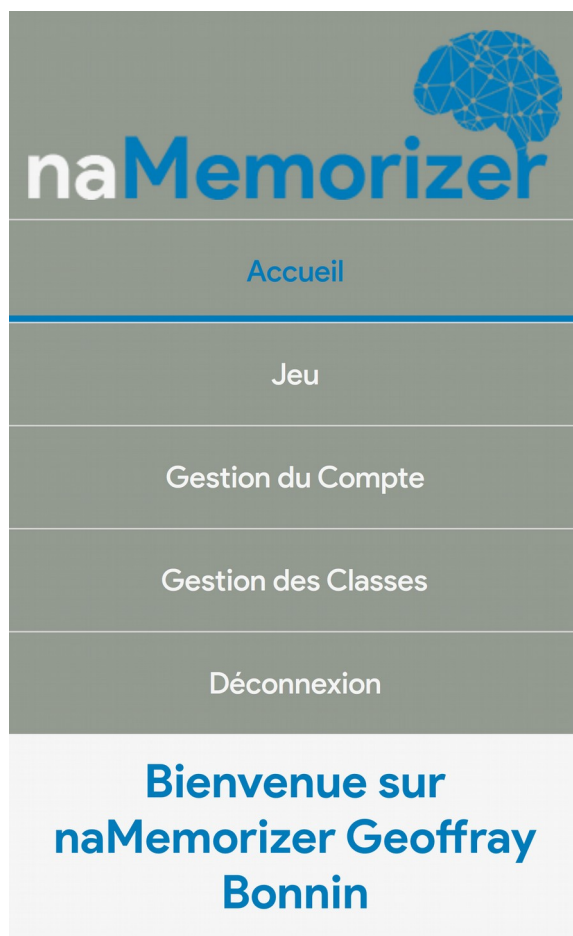 naMemorizer
Accueil
Jeu
Gestion du Compte
Gestion des Classes
Déconnexion
Bienvenue sur
naMemorizer Geoffray
Bonnin